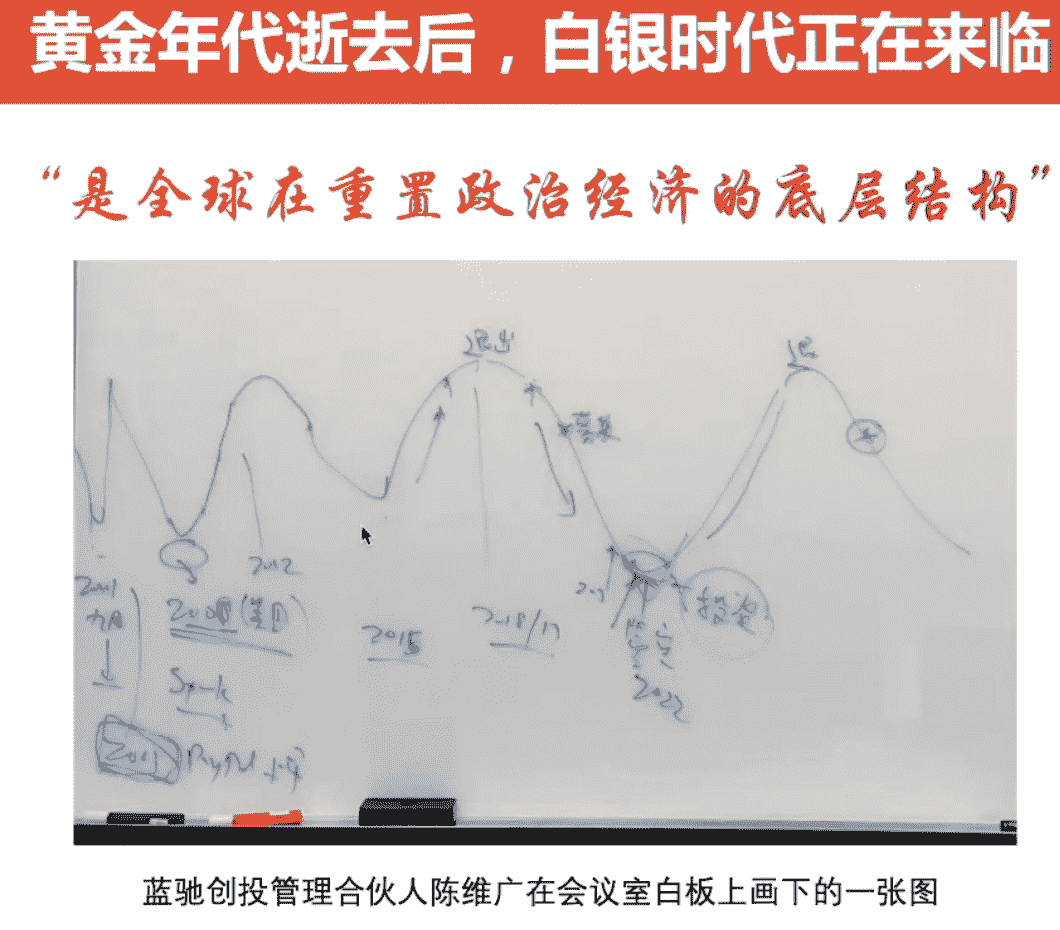 黄金年代逝去后，白银时代正在来临
“是全球在重置政治经济的底层结构”
退出
退
募集
2012
2001
九月
2008(美国)
2015
2018/17
投资
2022
蓝驰创投管理合伙人陈维广在会议室白板上画下的一张图